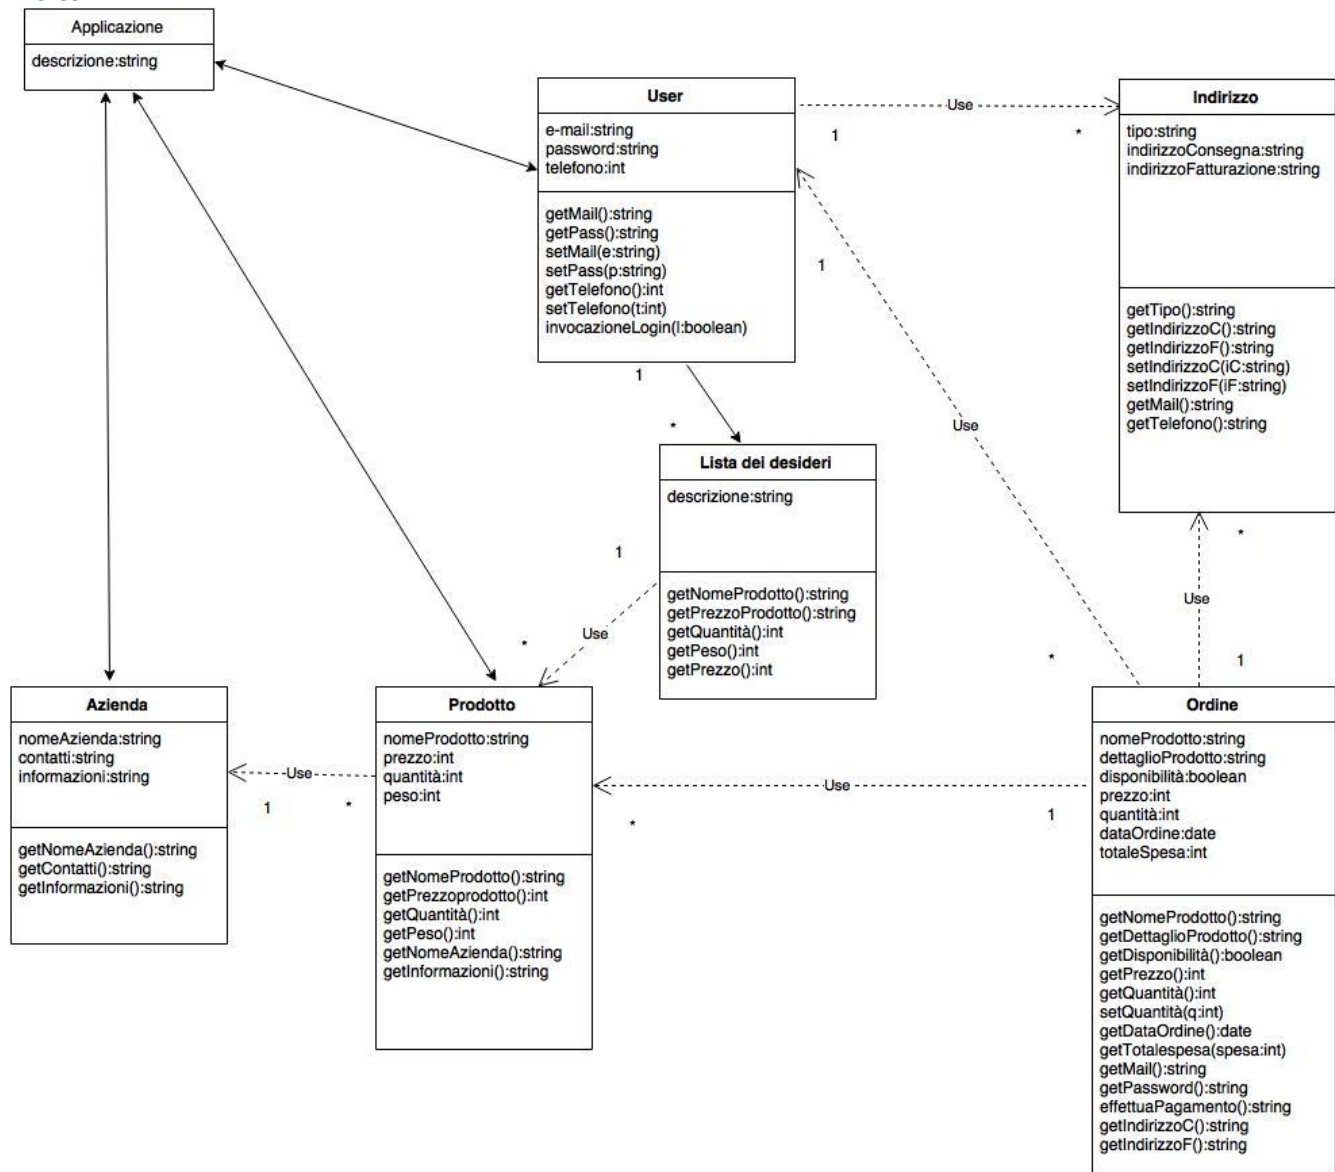 Applicazione
descrizione:string
User
e-mail:string
password:string
telefono:int
getMail():string
getPass():string
setMail(e:string)
setPass(p:string)
getTelefono():int
setTelefono(t:int)
invocazioneLogin(l:boolean)
Use
1
*
Indirizzo
tipo:string
indirizzoConsegna:string
indirizzoFatturazione:string
getTipo():string
getIndirizzoC():string
getIndirizzoF():string
setIndirizzoC(iC:string)
setIndirizzoF(iF:string)
getMail():string
getTelefono():string
1
Use
*
1
*
Lista dei desideri
descrizione:string
getNomeProdotto():string
getPrezzoProdotto():string
getQuantità():int
getPeso():int
getPrezzo():int
1
Use
*
*
Use
1
Azienda
nomeAzienda:string
contatti:string
informazioni:string
getNomeAzienda():string
getContatti():string
getInformazioni():string
Use
1
*
Prodotto
nomeProdotto:string
prezzo:int
quantità:int
peso:int
getNomeProdotto():string
getPrezzoprodotto():int
getQuantità():int
getPeso():int
getNomeAzienda():string
getInformazioni():string
Use
*
1
Ordine
nomeProdotto:string
dettaglioProdotto:string
disponibilità:boolean
prezzo:int
quantità:int
dataOrdine:date
totaleSpesa:int
getNomeProdotto():string
getDettaglioProdotto():string
getDisponibilità():boolean
getPrezzo():int
getQuantità():int
setQuantità(q:int)
getDataOrdine():date
getTotalespesa(spesa:int)
getMail():string
getPassword():string
effettuaPagamento():string
getIndirizzoC():string
getIndirizzoF():string